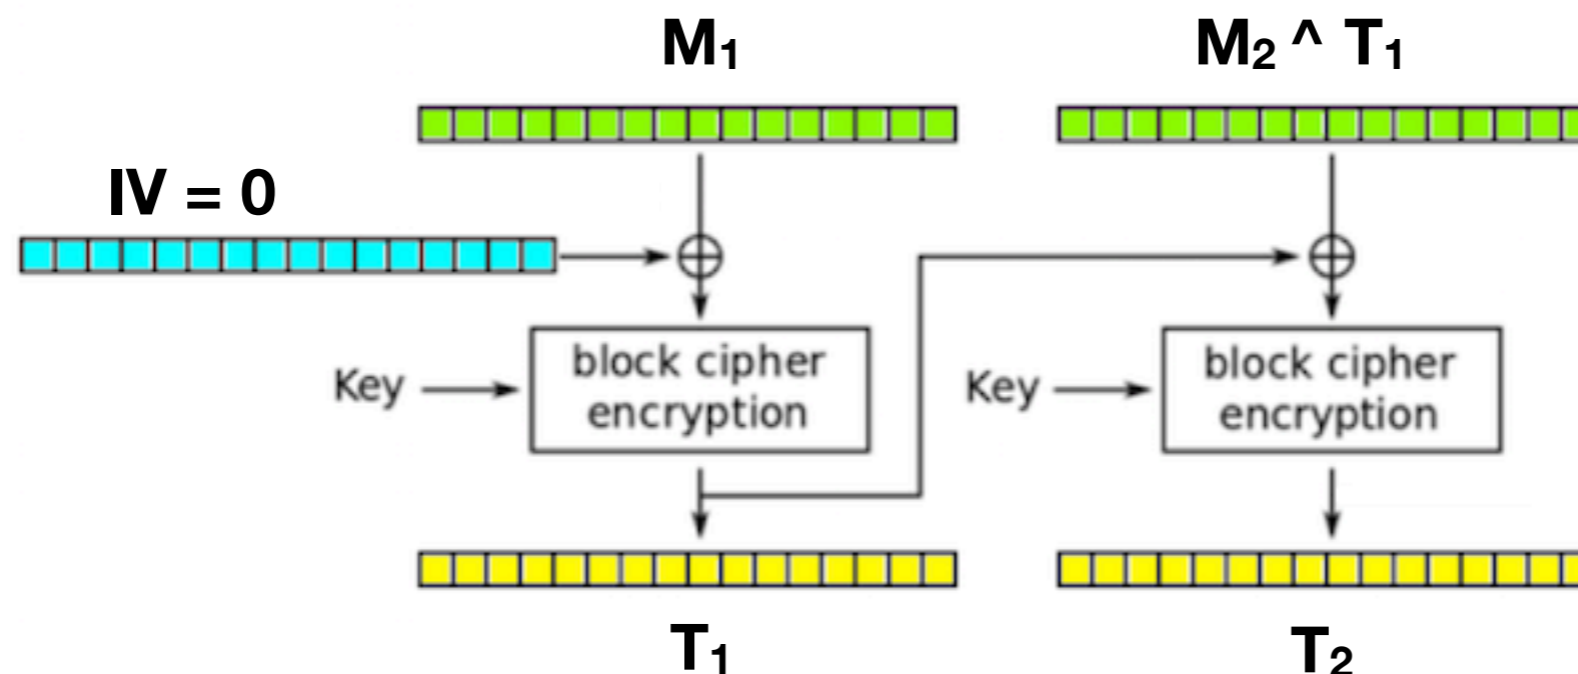 M₁
M₂ ^ T₁
IV = 0
Key
block cipher
encryption
Key
block cipher
encryption
T₁
T₂